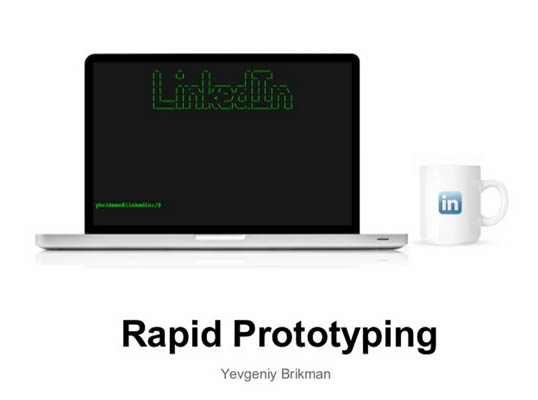 LinkedIn
ybrikman@linkedin:/$
in
Rapid Prototyping
Yevgeniy Brikman